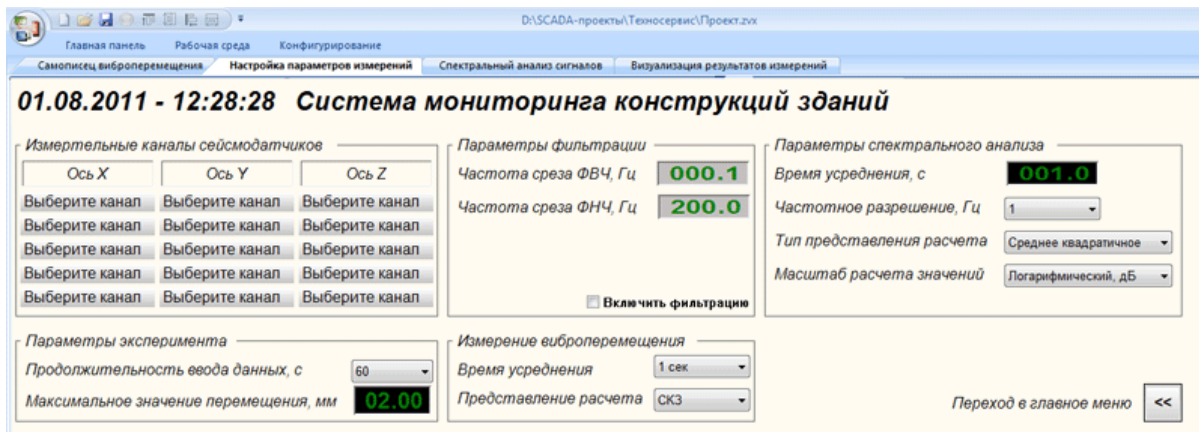 D:\SCADA-проекты\Техносервис\Проект.zvx
Главная панель Рабочая среда Конфигурирование
Самописец виброперемещения Настройка параметров измерений Спектральный анализ сигналов Визуализация результатов измерений
01.08.2011 - 12:28:28 Система мониторинга конструкций зданий
Измертельные каналы сейсмодатчиков
Ось X Ось Y Ось Z
Выберите канал Выберите канал Выберите канал
Выберите канал Выберите канал Выберите канал
Выберите канал Выберите канал Выберите канал
Выберите канал Выберите канал Выберите канал
Выберите канал Выберите канал Выберите канал
Параметры фильтрации
Частота среза ФВЧ, Гц 000.1
Частота среза ФНЧ, Гц 200.0
Включить фильтрацию
Параметры спектрального анализа
Время усреднения, с 001.0
Частотное разрешение, Гц 1
Тип представления расчета Среднее квадратичное
Масштаб расчета значений Логарифмический, дБ
Параметры эксперимента
Продолжительность ввода данных, с 60
Максимальное значение перемещения, мм 02.00
Измерение виброперемещения
Время усреднения 1 сек
Представление расчета СКЗ
Переход в главное меню <<